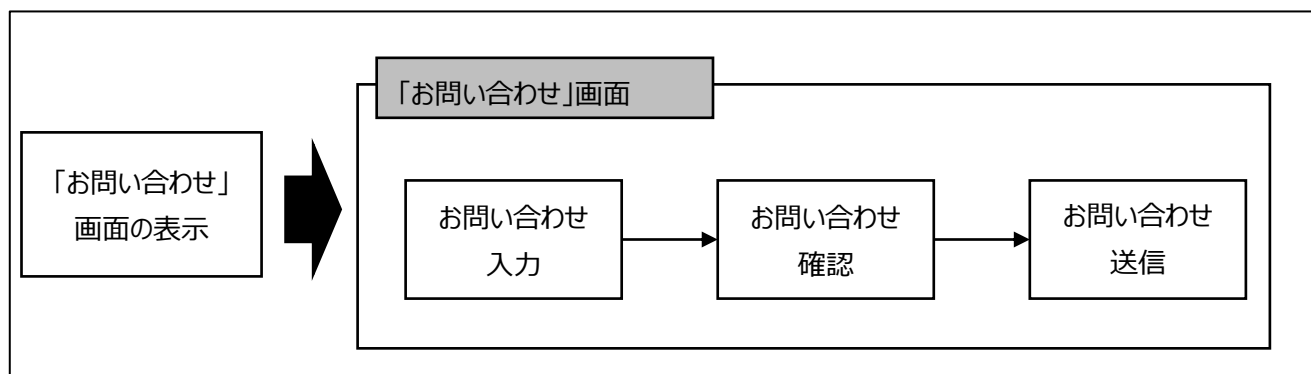 「お問い合わせ」画面
「お問い合わせ」
画面の表示
お問い合わせ
入力
お問い合わせ
確認
お問い合わせ
送信